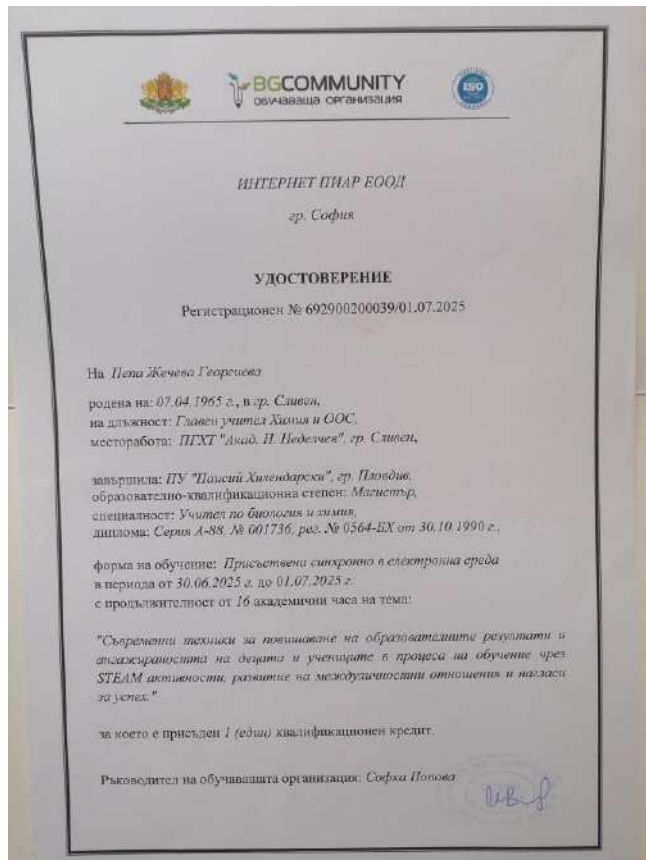 BGCOMMUNITY
обучаваща организация
ISO
ИНТЕРНЕТ ПИАР ЕООД
гр. София
УДОСТОВЕРЕНИЕ
Регистрационен № 692900200039/01.07.2025
На Пепа Жечева Георгиева
родена на: 07.04.1965 г., в гр. Сливен,
на длъжност: Главен учител Химия и ООС,
месторабота: ПГХТ "Акад. Н. Неделчев", гр. Сливен,
завършила: ПУ "Паисий Хилендарски", гр. Пловдив,
образователно-квалификационна степен: Магистър,
специалност: Учител по биология и химия,
диплома: Серия А-88, № 001736, рег. № 0564-БХ от 30.10.1990 г.,
форма на обучение: Присъствени синхронно в електронна среда
в периода от 30.06.2025 г. до 01.07.2025 г.
с продължителност от 16 академични часа на тема:
"Съвременни техники за повишаване на образователните резултати и
ангажираността на децата и учениците в процеса на обучение чрез
STEAM активности, развитие на междуличностни отношения и нагласи
за успех."
за което е присъден 1 (един) квалификационен кредит.
Ръководител на обучаващата организация: Софка Попова